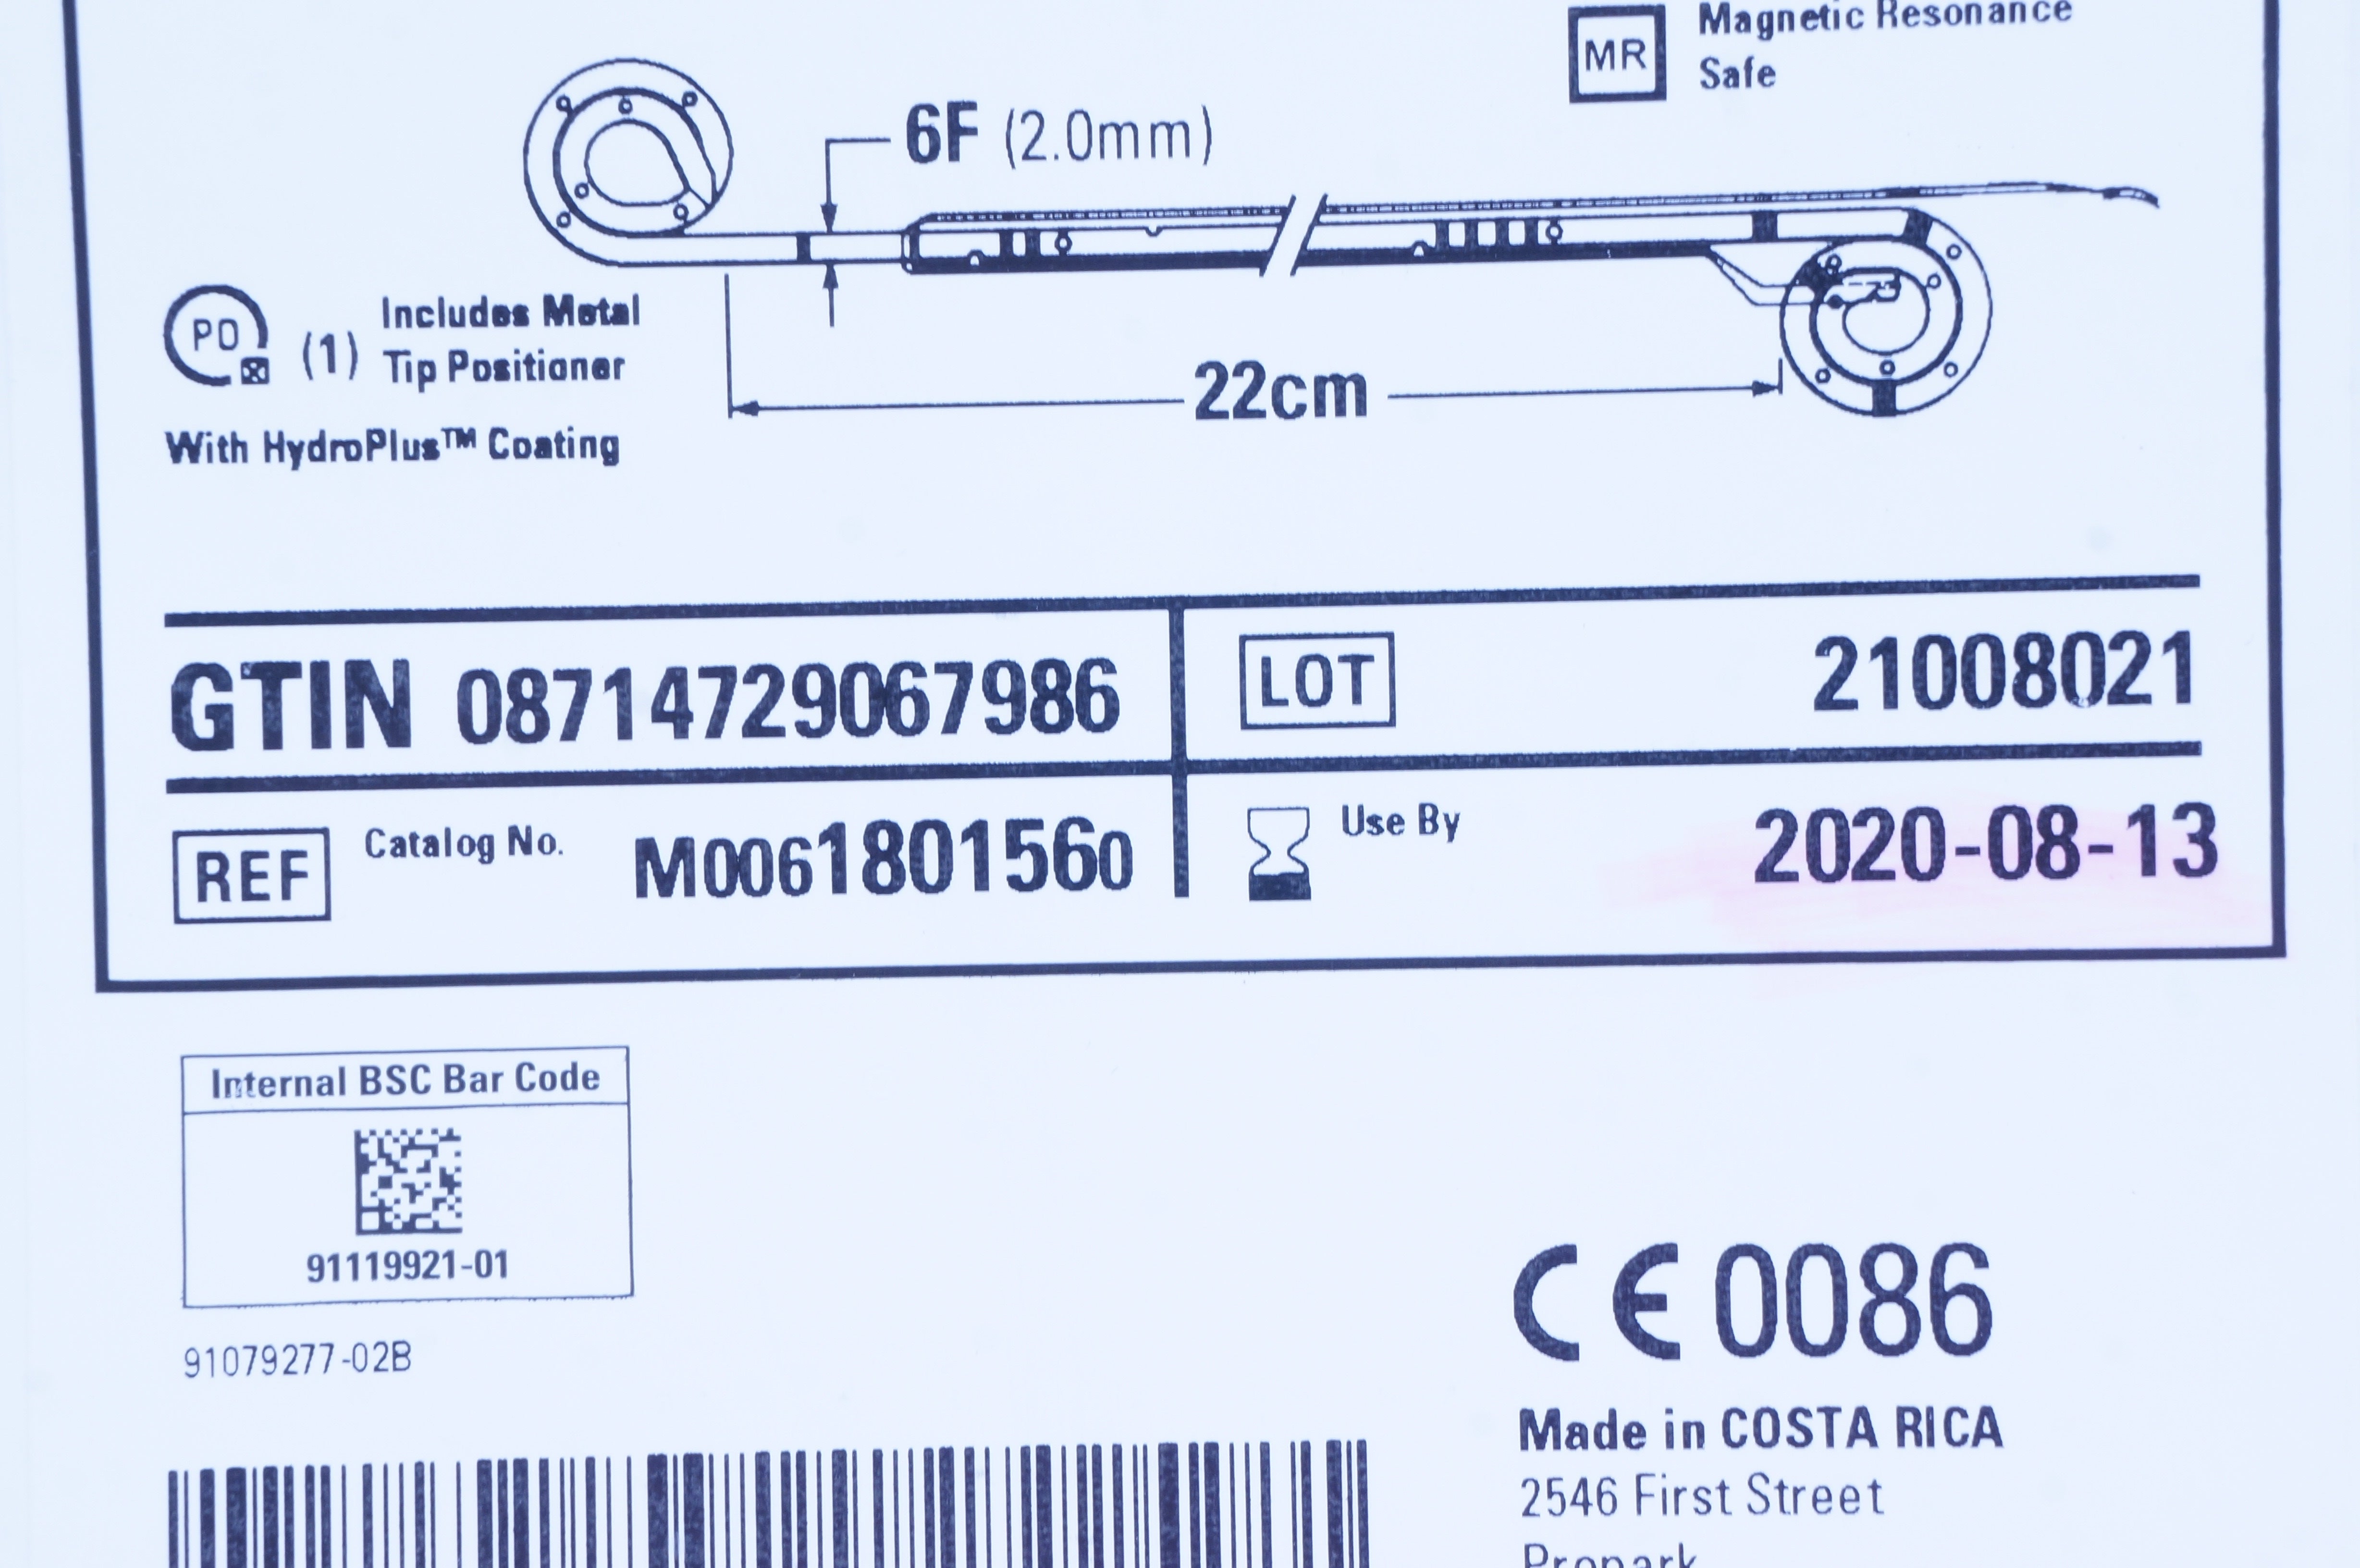 MR
Magnetic Resonance
Safe
6F (2.0mm)
PD
(1)
Includes Metal
Tip Positioner
22cm
With HydroPlus™ Coating
GTIN 08714729067986
LOT 21008021
REF Catalog No. M0061801560
Use By 2020-08-13
Internal BSC Bar Code
91119921-01
91079277-02B
CE 0086
Made in COSTA RICA
2546 First Street
Propark